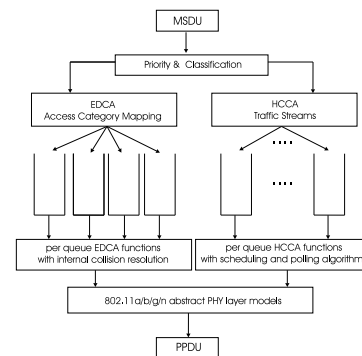 MSDU
Priority & Classification
EDCA
Access Category Mapping
HCCA
Traffic Streams
per queue EDCA functions
with internal collision resolution
per queue HCCA functions
with scheduling and polling algorithm
802.11a/b/g/n abstract PHY layer models
PPDU